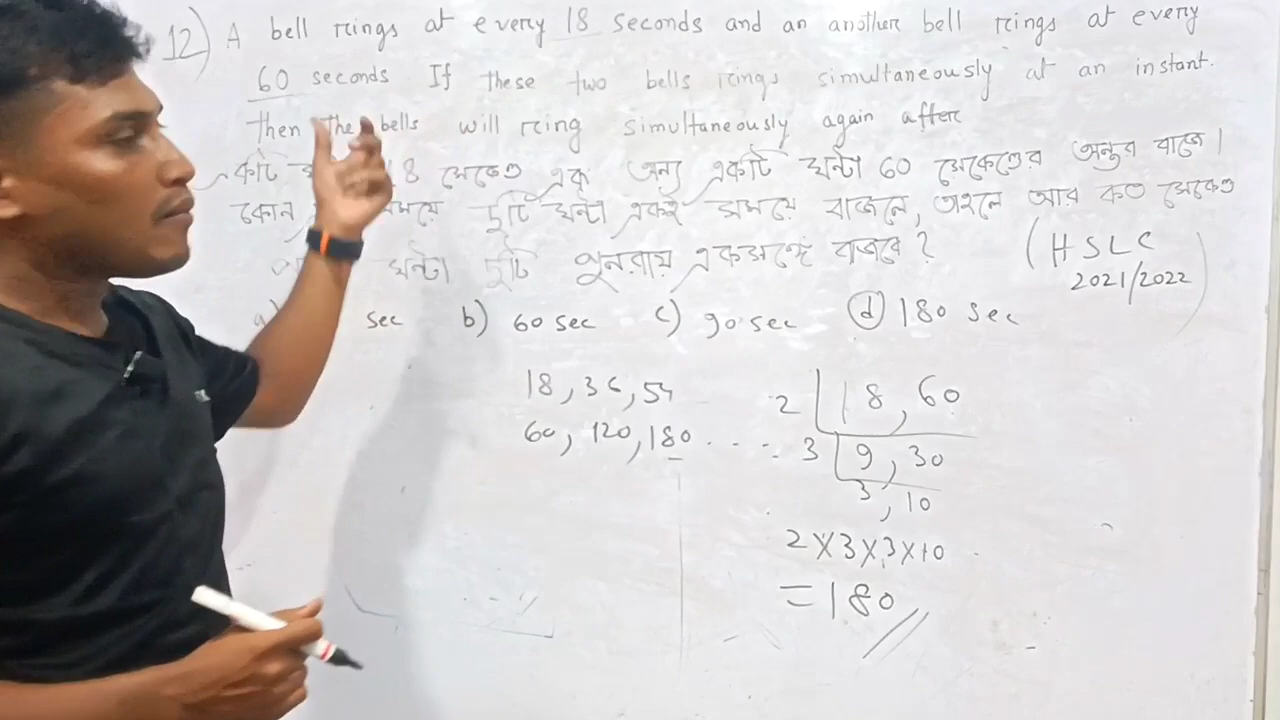 12) A bell rings at every 18 seconds and an another bell rings at every
60 seconds If these two bells rings simultaneously at an instant.
Then the bells will ring simultaneously again after
একটি 18 সেকেণ্ড এবং অন্য একটি ঘন্টা 60 সেকেণ্ডের অন্তর বাজে।
কোন সময়ে দুটি ঘন্টা একই সময়ে বাজলে, তাহলে আর কত সেকেণ্ড
ঘন্টা দুটি পুনরায় একসঙ্গে বাজবে? (HSLC
2021/2022)
a) sec b) 60 sec c) 90 sec d) 180 sec
18, 36, 54
60, 120, 180 . . . . .
2 18, 60
3 9, 30
3, 10
2 X 3 X 3 X 10
= 180 //